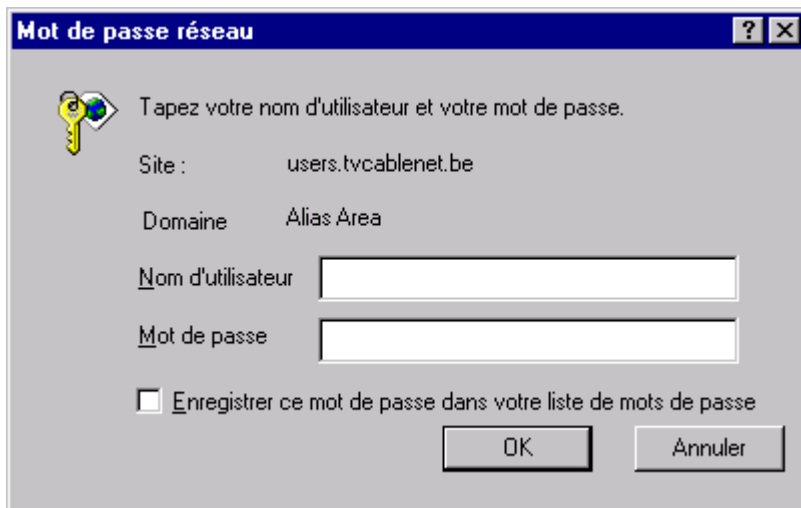 Mot de passe réseau
Tapez votre nom d'utilisateur et votre mot de passe.
Site : users.tvcablenet.be
Domaine Alias Area
Nom d'utilisateur
Mot de passe
Enregistrer ce mot de passe dans votre liste de mots de passe
OK Annuler